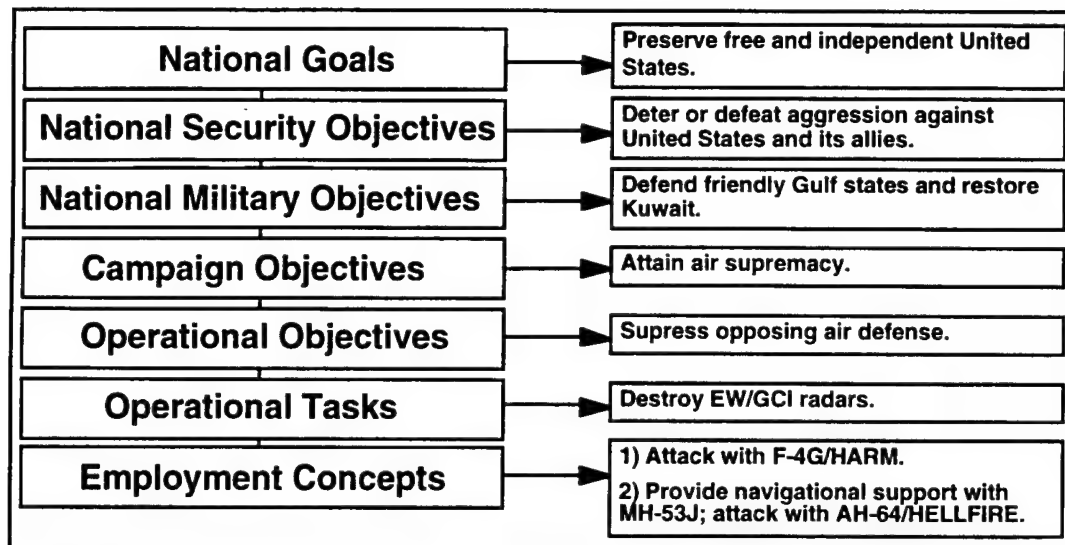 National Goals
Preserve free and independent United
States.
National Security Objectives
Deter or defeat aggression against
United States and its allies.
National Military Objectives
Defend friendly Gulf states and restore
Kuwait.
Campaign Objectives
Attain air supremacy.
Operational Objectives
Supress opposing air defense.
Operational Tasks
Destroy EW/GCI radars.
Employment Concepts
1) Attack with F-4G/HARM.
2) Provide navigational support with
MH-53J; attack with AH-64/HELLFIRE.